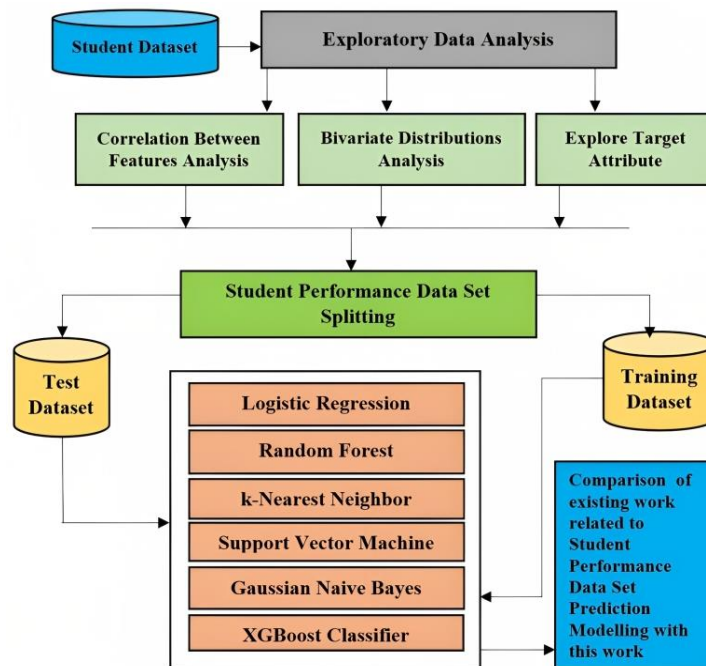 Student Dataset
Exploratory Data Analysis
Correlation Between
Features Analysis
Bivariate Distributions
Analysis
Explore Target
Attribute
Student Performance Data Set
Splitting
Test
Dataset
Training
Dataset
Logistic Regression
Random Forest
k-Nearest Neighbor
Support Vector Machine
Gaussian Naive Bayes
XGBoost Classifier
Comparison of
existing work
related to
Student
Performance
Data Set
Prediction
Modelling with
this work